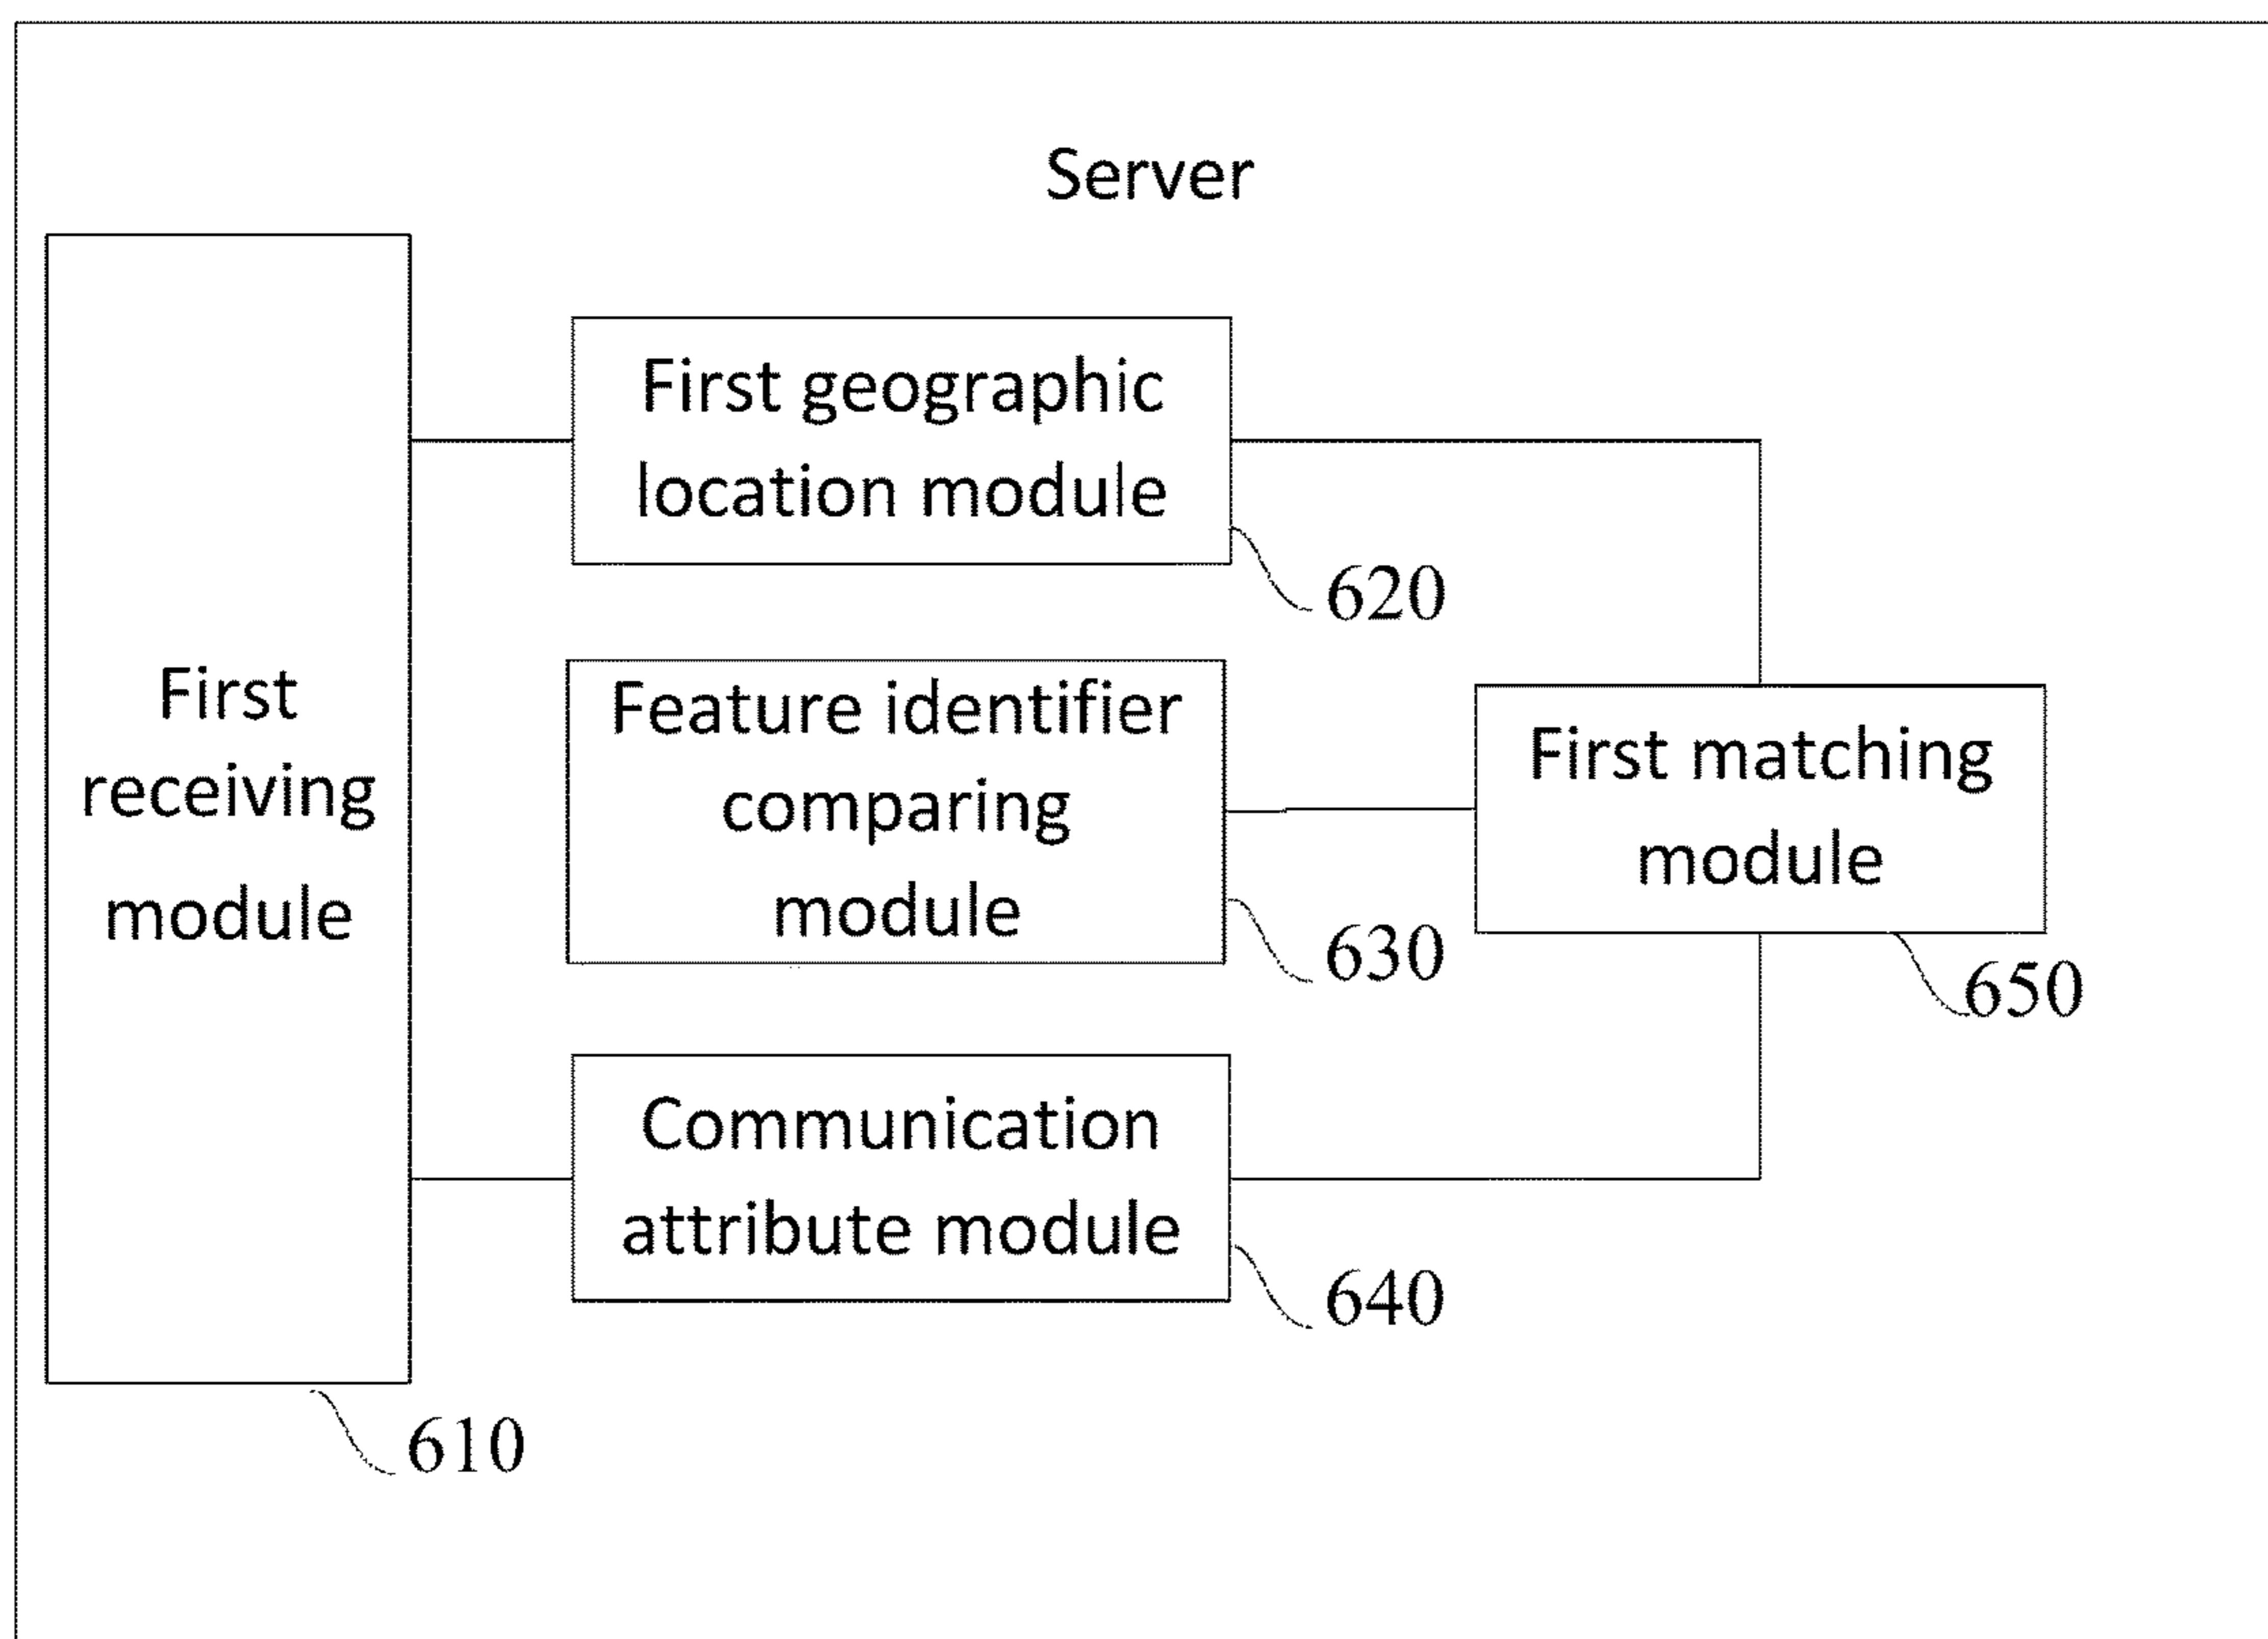 Server
First
receiving
module
610
First geographic
location module
620
Feature identifier
comparing
module
630
Communication
attribute module
640
First matching
module
650